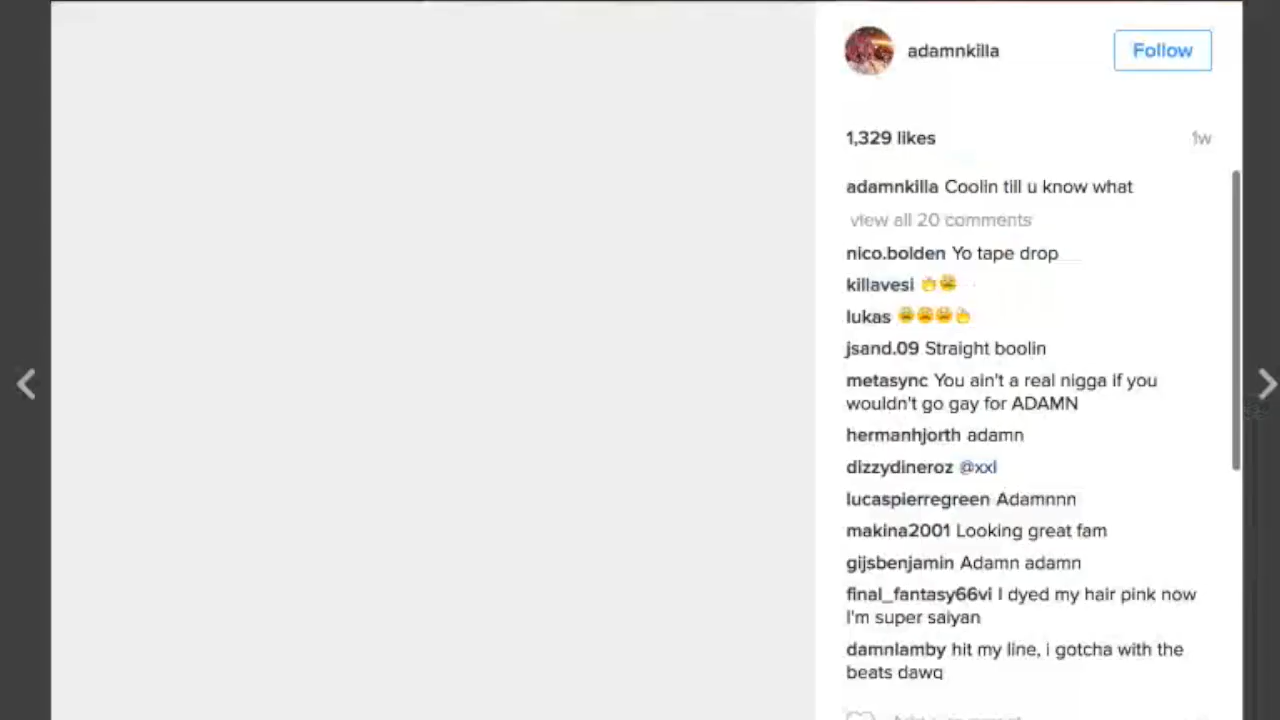 adamnkilla
Follow
1,329 likes
1w
adamnkilla Coolin till u know what
view all 20 comments
nico.bolden Yo tape drop
killavesi 👏😩
lukas 😩😩😩👏
jsand.09 Straight boolin
metasync You ain't a real nigga if you
wouldn't go gay for ADAMN
hermanhjorth adamn
dizzydineroz @xxl
lucaspierregreen Adamnnn
makina2001 Looking great fam
gijsbenjamin Adamn adamn
final_fantasy66vi I dyed my hair pink now
I'm super saiyan
damnlamby hit my line, i gotcha with the
beats dawg